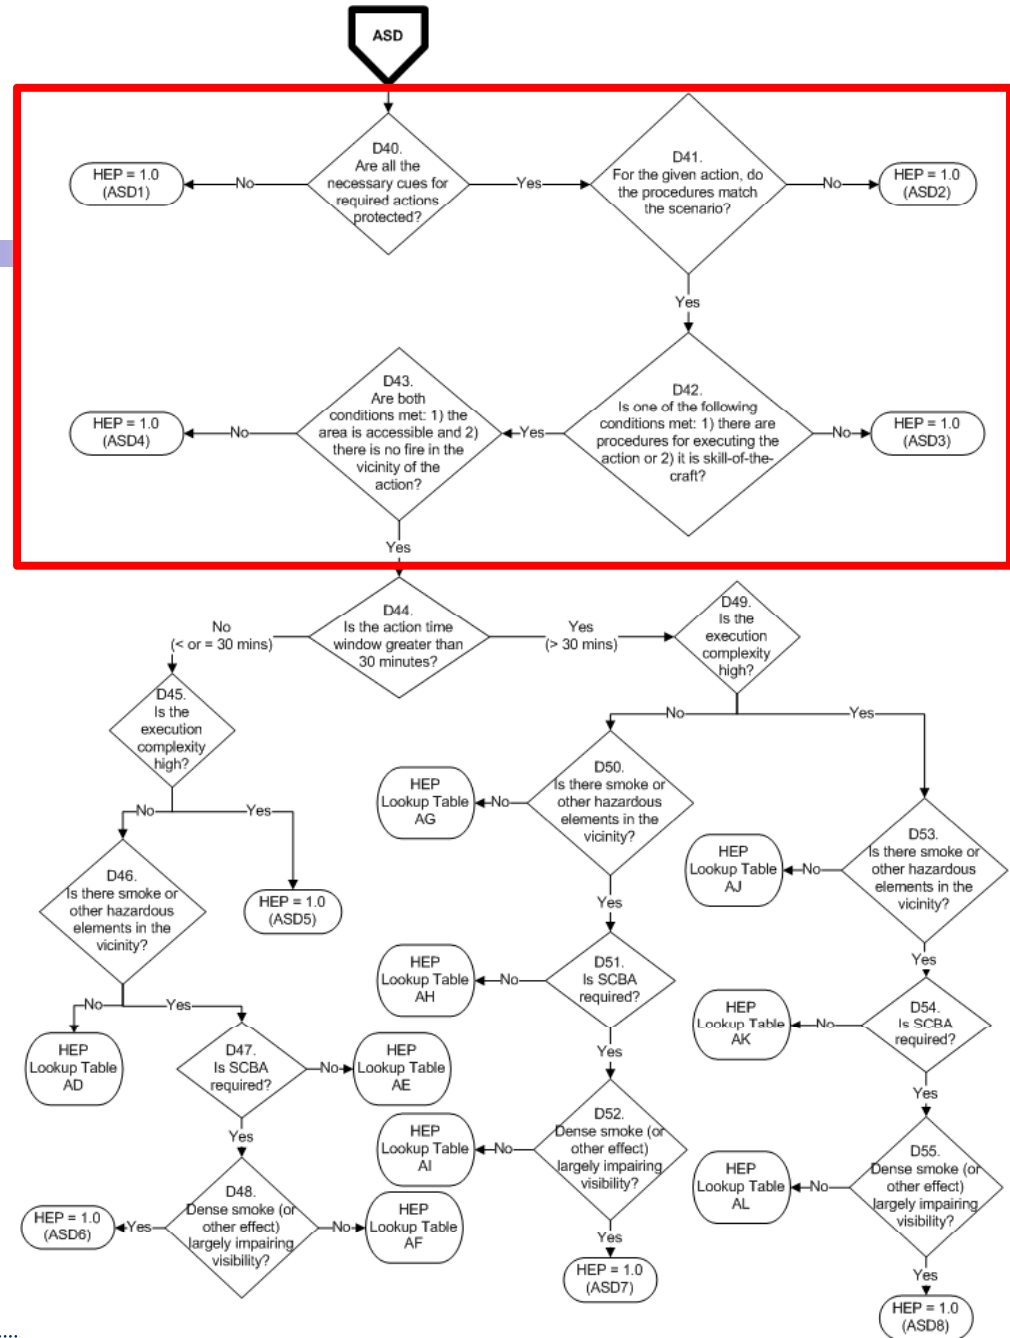 ASD
D40.
Are all the
necessary cues for
required actions
protected?
No
HEP = 1.0
(ASD1)
Yes
D41.
For the given action, do
the procedures match
the scenario?
No
HEP = 1.0
(ASD2)
Yes
D42.
Is one of the following
conditions met: 1) there are
procedures for executing the
action or 2) it is skill-of-the-
craft?
No
HEP = 1.0
(ASD3)
Yes
D43.
Are both
conditions met: 1) the
area is accessible and 2)
there is no fire in the
vicinity of the
action?
No
HEP = 1.0
(ASD4)
Yes
D44.
Is the action time
window greater than
30 minutes?
No
(< or = 30 mins)
Yes
(> 30 mins)
D45.
Is the
execution
complexity
high?
No
Yes
HEP = 1.0
(ASD5)
D46.
Is there smoke or
other hazardous
elements in the
vicinity?
No
Yes
HEP
Lookup Table
AD
D47.
Is SCBA
required?
No
HEP
Lookup Table
AE
Yes
D48.
Dense smoke (or
other effect)
largely impairing
visibility?
Yes
HEP = 1.0
(ASD6)
No
HEP
Lookup Table
AF
D49.
Is the
execution
complexity
high?
No
Yes
D50.
Is there smoke or
other hazardous
elements in the
vicinity?
No
HEP
Lookup Table
AG
Yes
D51.
Is SCBA
required?
No
HEP
Lookup Table
AH
Yes
D52.
Dense smoke (or
other effect)
largely impairing
visibility?
No
HEP
Lookup Table
AI
Yes
HEP = 1.0
(ASD7)
D53.
Is there smoke or
other hazardous
elements in the
vicinity?
No
HEP
Lookup Table
AJ
Yes
D54.
Is SCBA
required?
No
HEP
Lookup Table
AK
Yes
D55.
Dense smoke (or
other effect)
largely impairing
visibility?
No
HEP
Lookup Table
AL
Yes
HEP = 1.0
(ASD8)